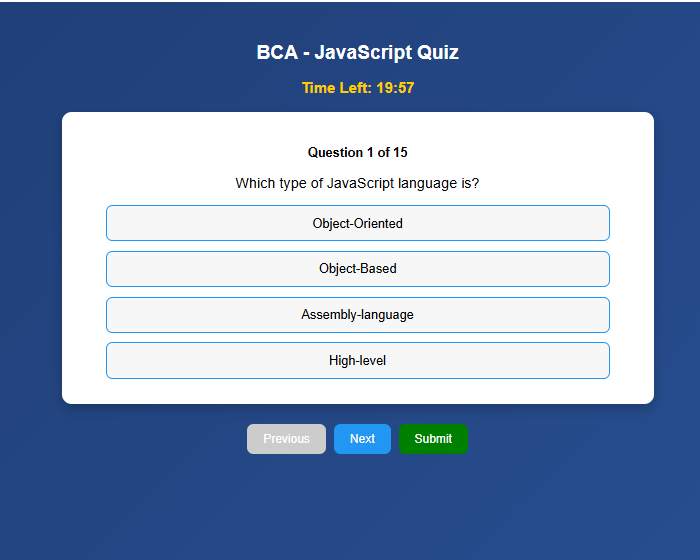 BCA - JavaScript Quiz
Time Left: 19:57
Question 1 of 15
Which type of JavaScript language is?
Object-Oriented
Object-Based
Assembly-language
High-level
Previous Next Submit